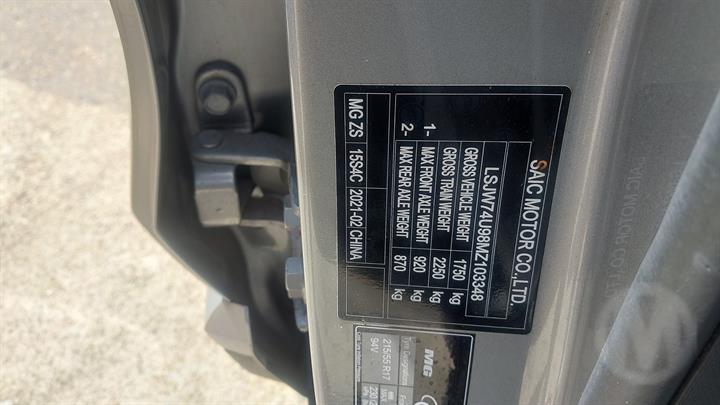 SAIC MOTOR CO.,LTD.
LSJW74U98MZ103348
GROSS VEHICLE WEIGHT 1750 kg
GROSS TRAIN WEIGHT 2250 kg
1- MAX FRONT AXLE WEIGHT 920 kg
2- MAX REAR AXLE WEIGHT 870 kg
MG ZS 15S4C 2021-02 CHINA
MG
Tyre Designations
215/55 R17
94V
M